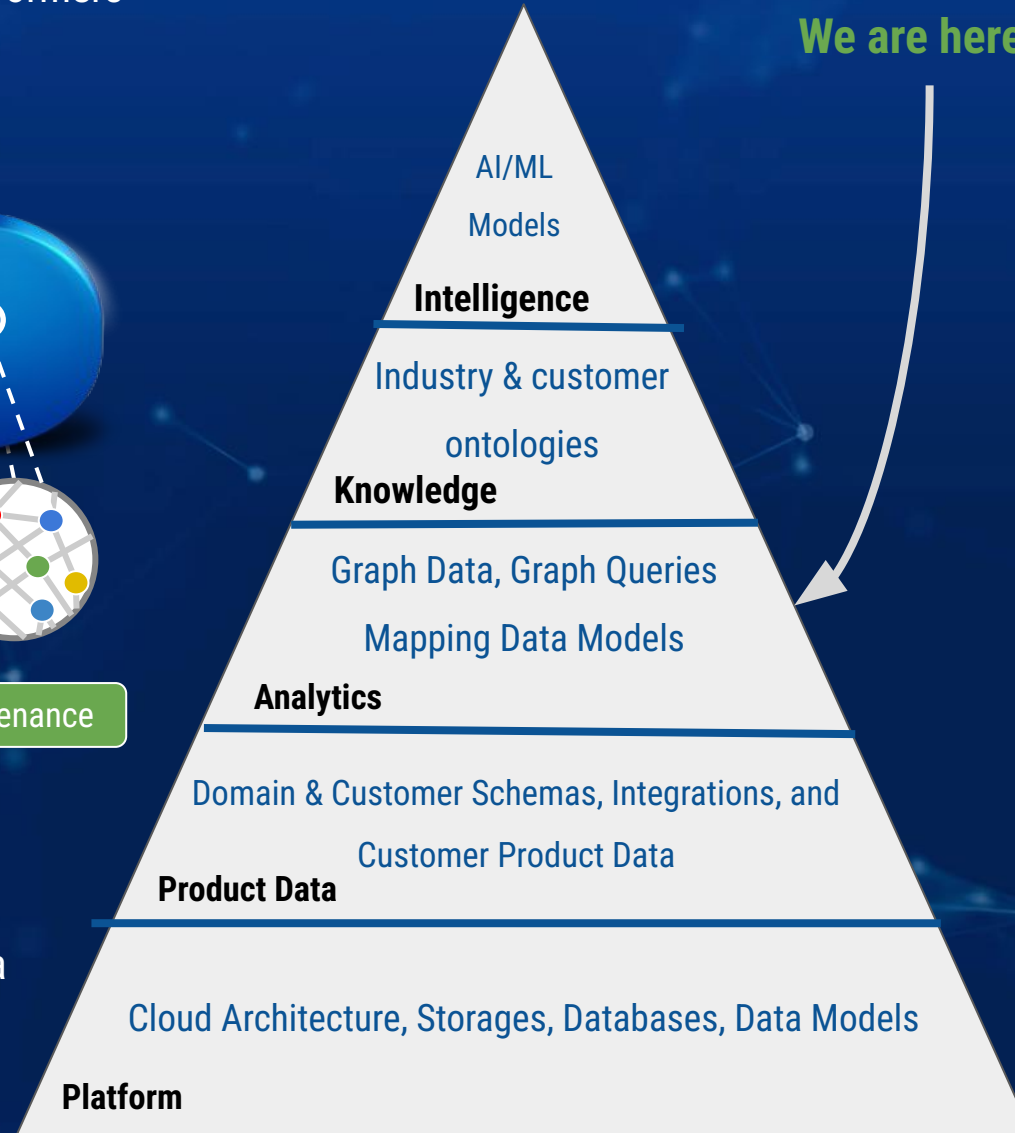 We are here
AI/ML
Models
Intelligence
Industry & customer
ontologies
Knowledge
Graph Data, Graph Queries
Mapping Data Models
Analytics
enance
Domain & Customer Schemas, Integrations, and
Customer Product Data
Product Data
a
Cloud Architecture, Storages, Databases, Data Models
Platform